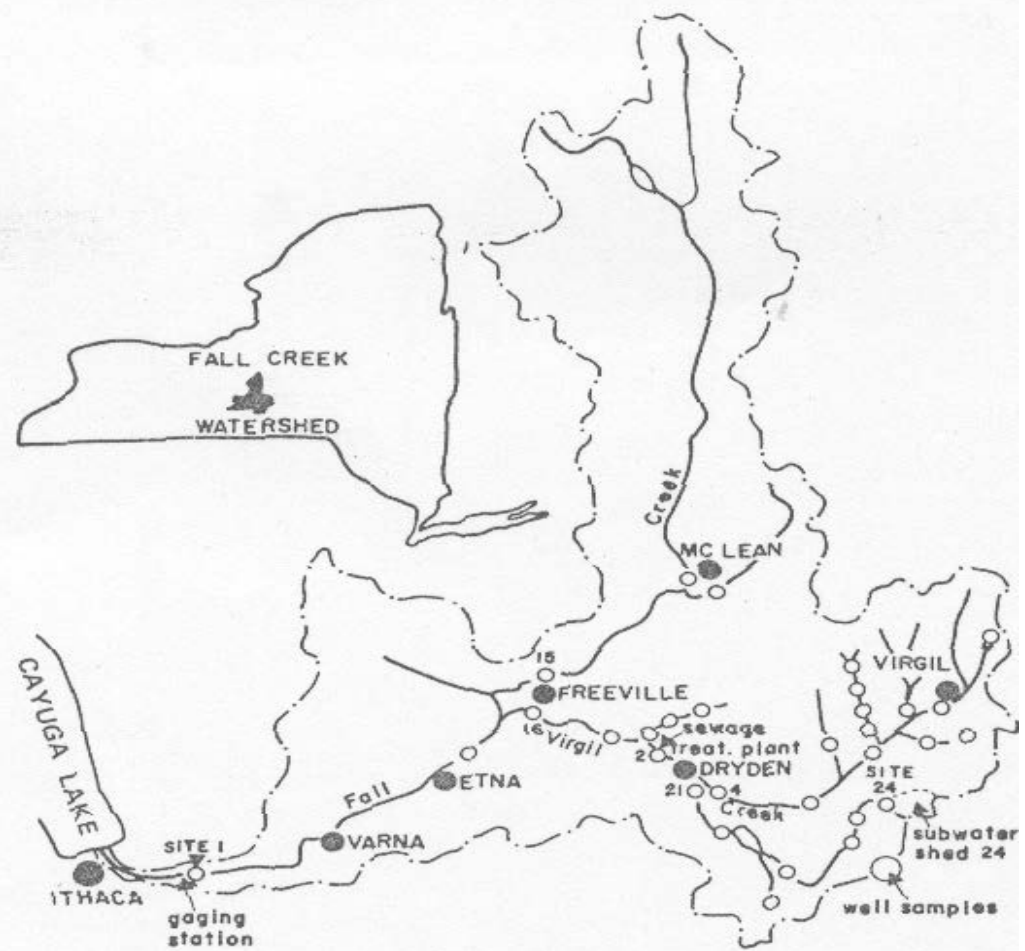 FALL CREEK
WATERSHED
Creek
MC LEAN
15
FREEVILLE
16
Virgil
sewage
treat. plant
2
DRYDEN
21
4
Creek
VIRGIL
SITE
24
subwater
shed 24
well samples
ETNA
Fall
VARNA
SITE 1
CAYUGA LAKE
ITHACA
gaging
station